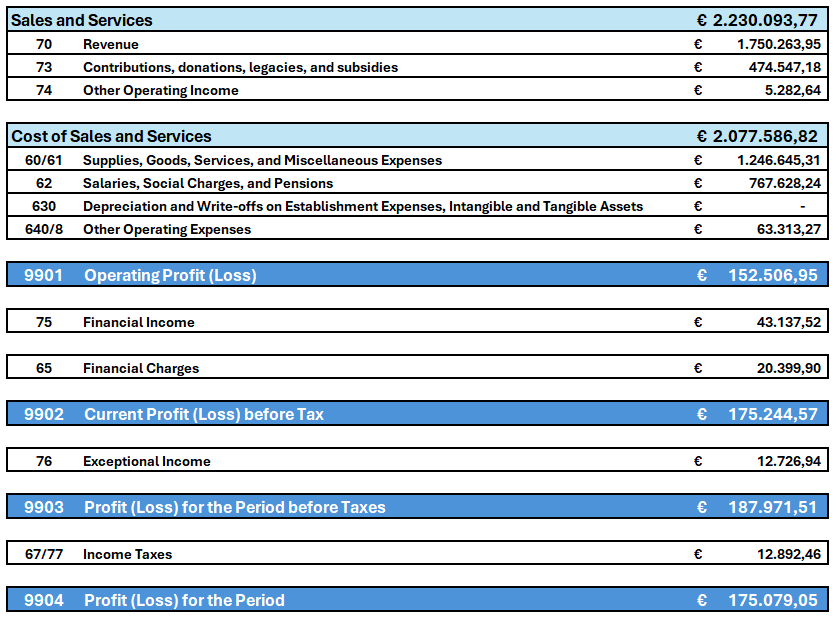 Sales and Services € 2.230.093,77
70 Revenue € 1.750.263,95
73 Contributions, donations, legacies, and subsidies € 474.547,18
74 Other Operating Income € 5.282,64
Cost of Sales and Services € 2.077.586,82
60/61 Supplies, Goods, Services, and Miscellaneous Expenses € 1.246.645,31
62 Salaries, Social Charges, and Pensions € 767.628,24
630 Depreciation and Write-offs on Establishment Expenses, Intangible and Tangible Assets € -
640/8 Other Operating Expenses € 63.313,27
9901 Operating Profit (Loss) € 152.506,95
75 Financial Income € 43.137,52
65 Financial Charges € 20.399,90
9902 Current Profit (Loss) before Tax € 175.244,57
76 Exceptional Income € 12.726,94
9903 Profit (Loss) for the Period before Taxes € 187.971,51
67/77 Income Taxes € 12.892,46
9904 Profit (Loss) for the Period € 175.079,05